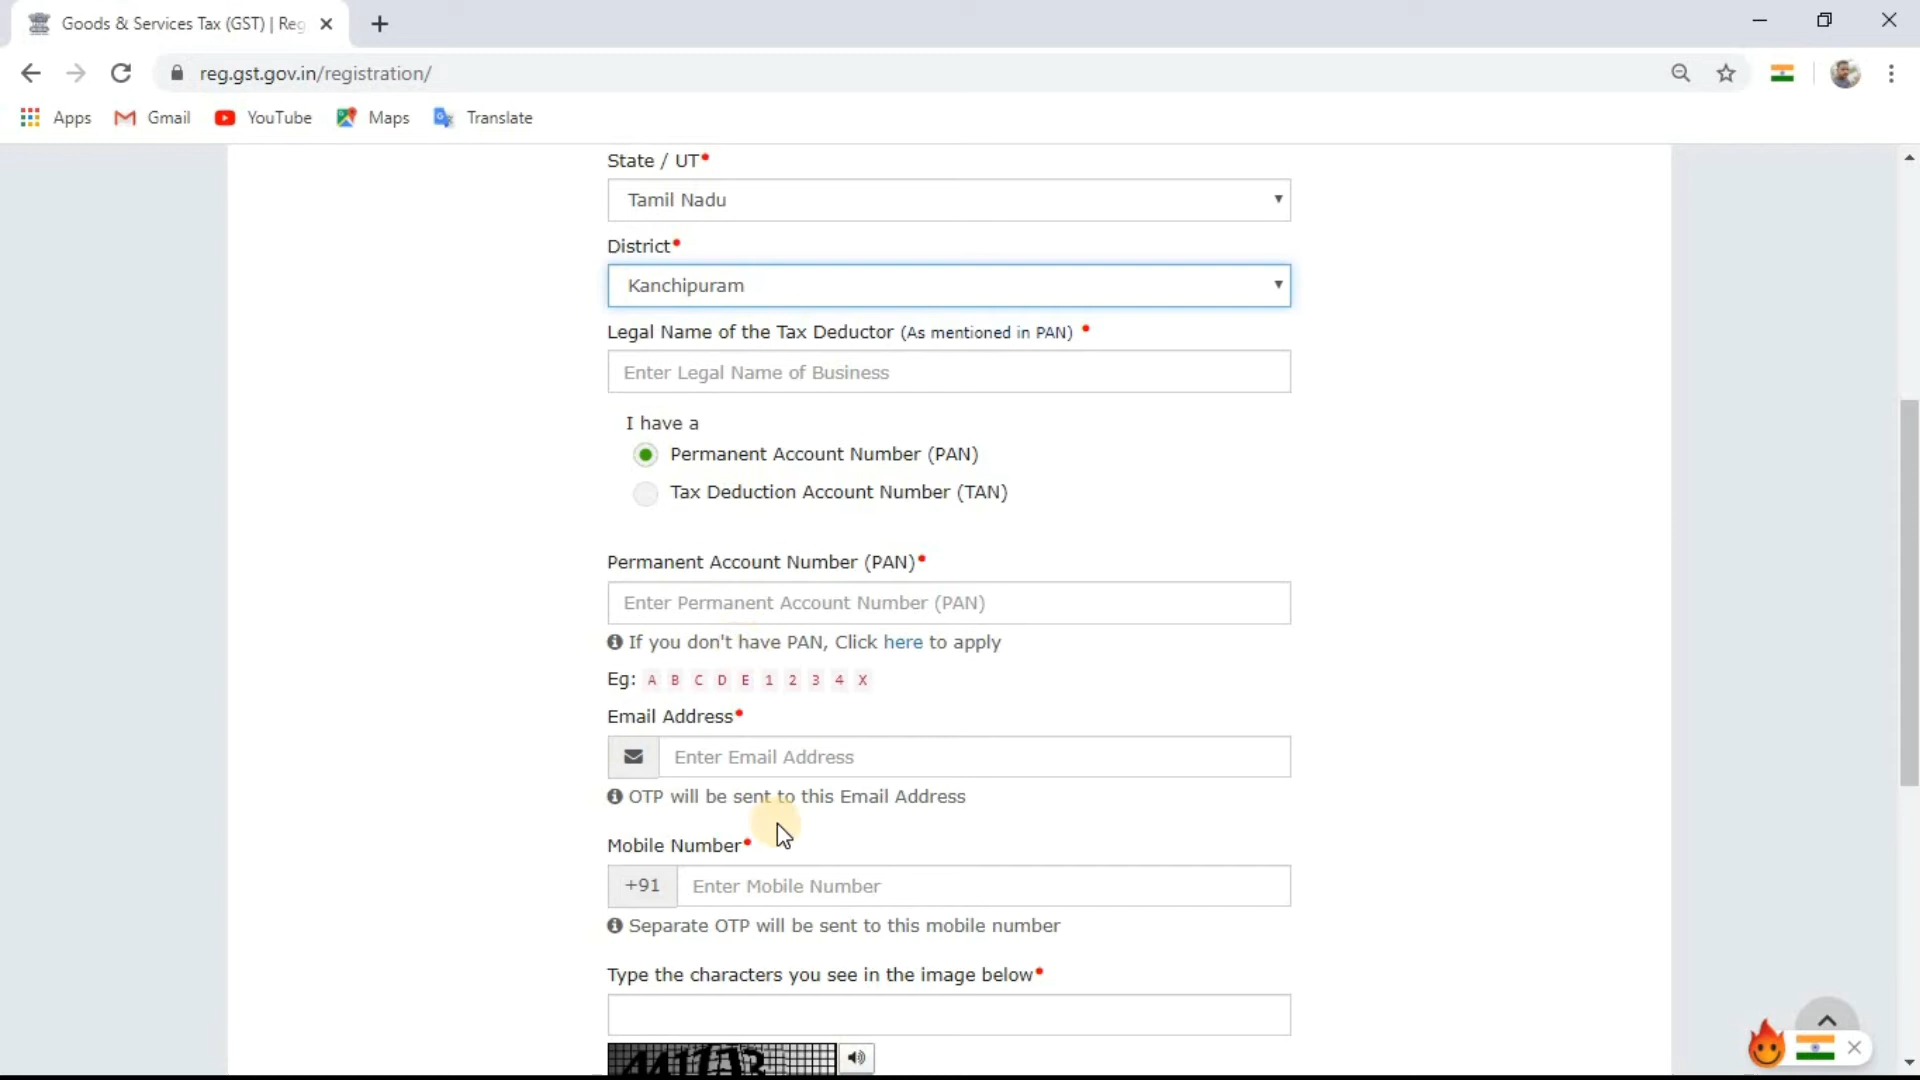 Goods & Services Tax (GST) | Reg
reg.gst.gov.in/registration/
Apps Gmail YouTube Maps Translate
State / UT•
Tamil Nadu
District•
Kanchipuram
Legal Name of the Tax Deductor (As mentioned in PAN) •
Enter Legal Name of Business
I have a
Permanent Account Number (PAN)
Tax Deduction Account Number (TAN)
Permanent Account Number (PAN)•
Enter Permanent Account Number (PAN)
If you don't have PAN, Click here to apply
Eg: A B C D E 1 2 3 4 X
Email Address•
Enter Email Address
OTP will be sent to this Email Address
Mobile Number•
+91 Enter Mobile Number
Separate OTP will be sent to this mobile number
Type the characters you see in the image below•